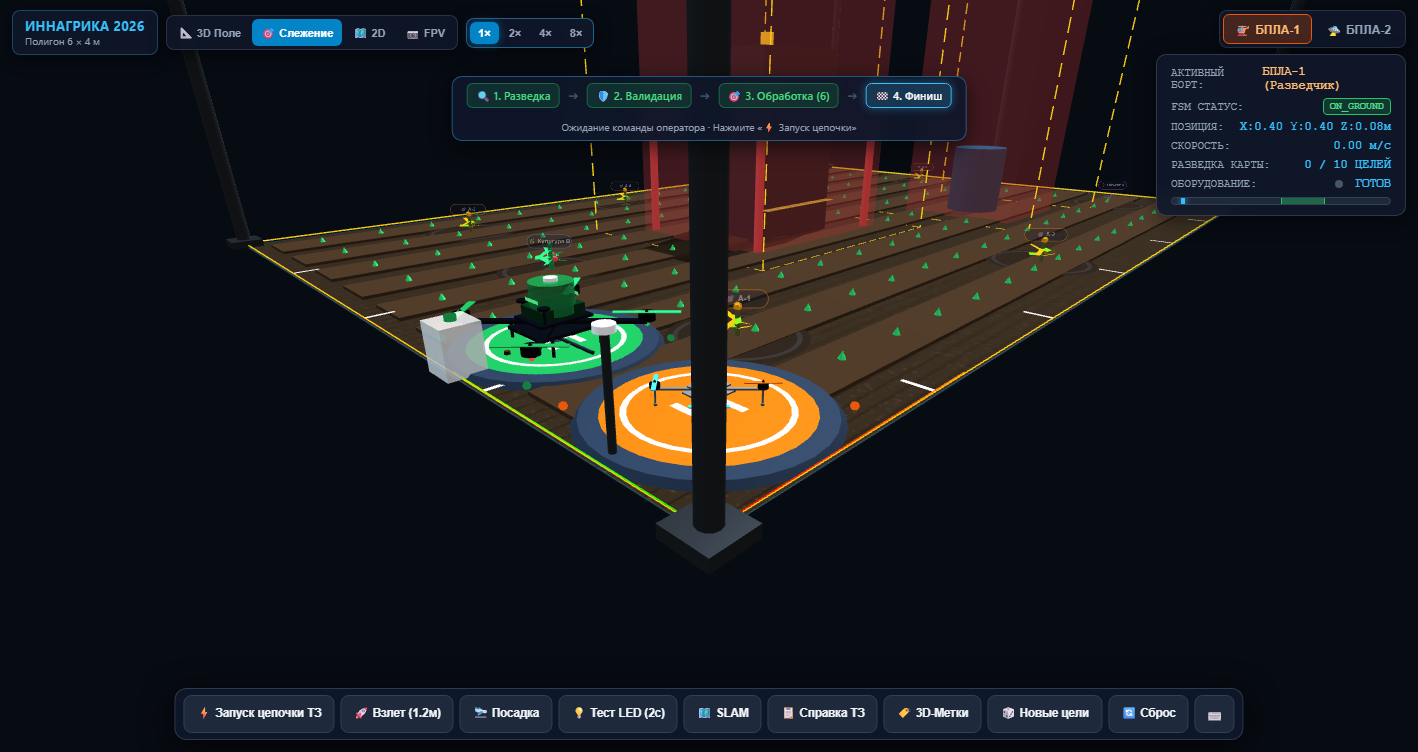 ИННАГРИКА 2026
Полигон 6 × 4 м
3D Поле
Слежение
2D
FPV
1×
2×
4×
8×
БПЛА-1
БПЛА-2
1. Разведка → 2. Валидация → 3. Обработка (6) → 4. Финиш
Ожидание команды оператора · Нажмите «⚡ Запуск цепочки»
АКТИВНЫЙ БОРТ: БПЛА-1 (Разведчик)
FSM СТАТУС: ON_GROUND
ПОЗИЦИЯ: X:0.40 Y:0.40 Z:0.08м
СКОРОСТЬ: 0.00 м/с
РАЗВЕДКА КАРТЫ: 0 / 10 ЦЕЛЕЙ
ОБОРУДОВАНИЕ: ГОТОВ
A-1
Запуск цепочки ТЗ
Взлет (1.2м)
Посадка
Тест LED (2с)
SLAM
Справка ТЗ
3D-Метки
Новые цели
Сброс